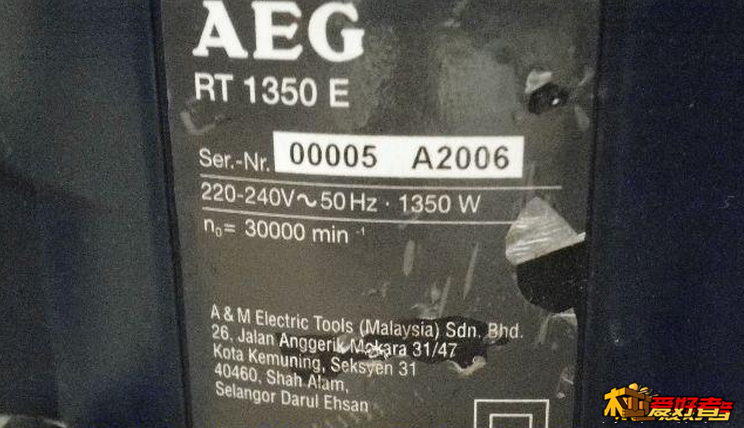 AEG
RT 1350 E
Ser.-Nr. 00005 A2006
220-240V~50Hz · 1350 W
n₀= 30000 min ⁻¹
A & M Electric Tools (Malaysia) Sdn. Bhd.
26, Jalan Anggerik Mokara 31/47
Kota Kemuning, Seksyen 31
40460, Shah Alam,
Selangor Darul Ehsan
爱好者